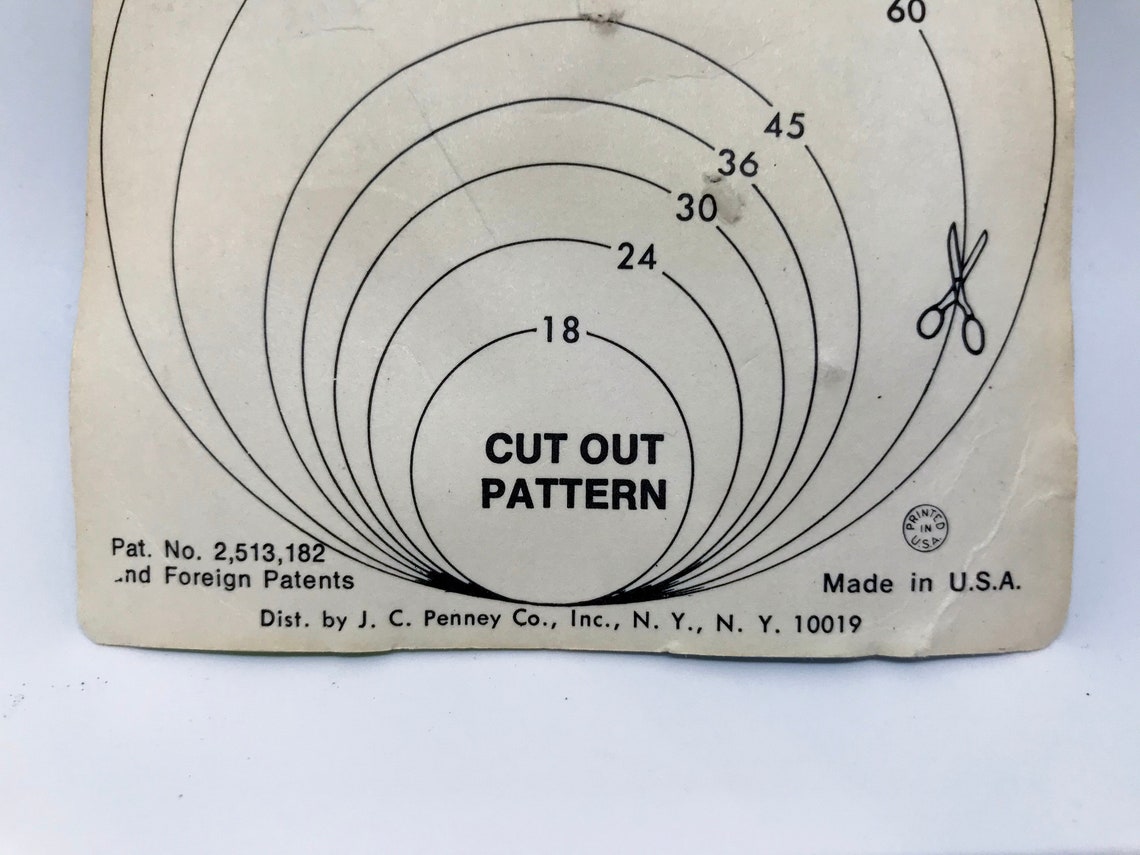 60
45
36
30
24
18
CUT OUT
PATTERN
PRINTED
IN
U.S.A.
Pat. No. 2,513,182
nd Foreign Patents
Made in U.S.A.
Dist. by J. C. Penney Co., Inc., N. Y., N. Y. 10019